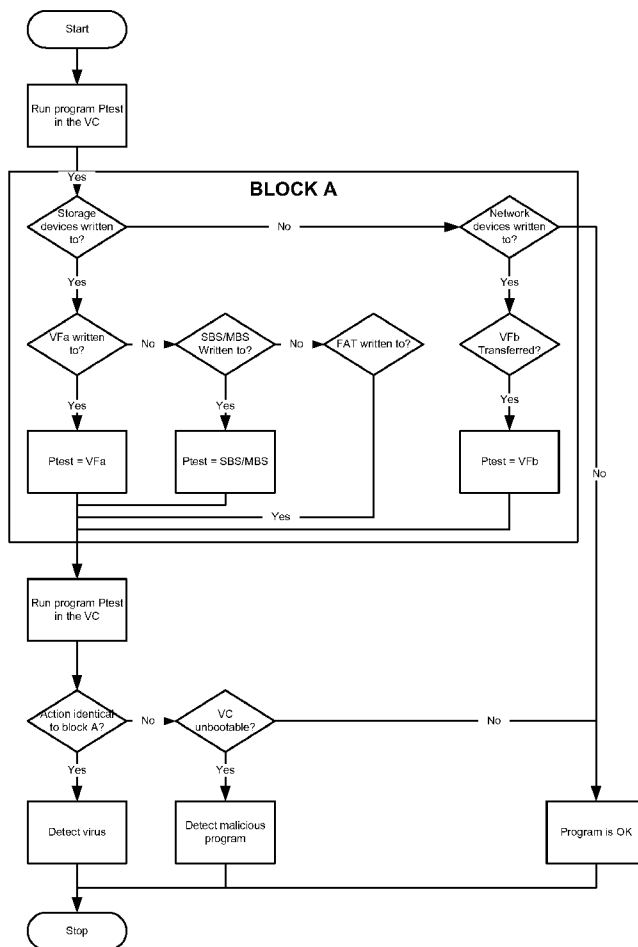 Start
Run program Ptest
in the VC
Yes
BLOCK A
Storage
devices written
to?
No
Network
devices written
to?
Yes
Yes
VFa written
to?
No
SBS/MBS
Written to?
No
FAT written to?
VFb
Transferred?
Yes
Yes
Yes
Ptest = VFa
Ptest = SBS/MBS
Ptest = VFb
No
Yes
Run program Ptest
in the VC
Action identical
to block A?
No
VC
unbootable?
No
Yes
Yes
Detect virus
Detect malicious
program
Program is OK
Stop